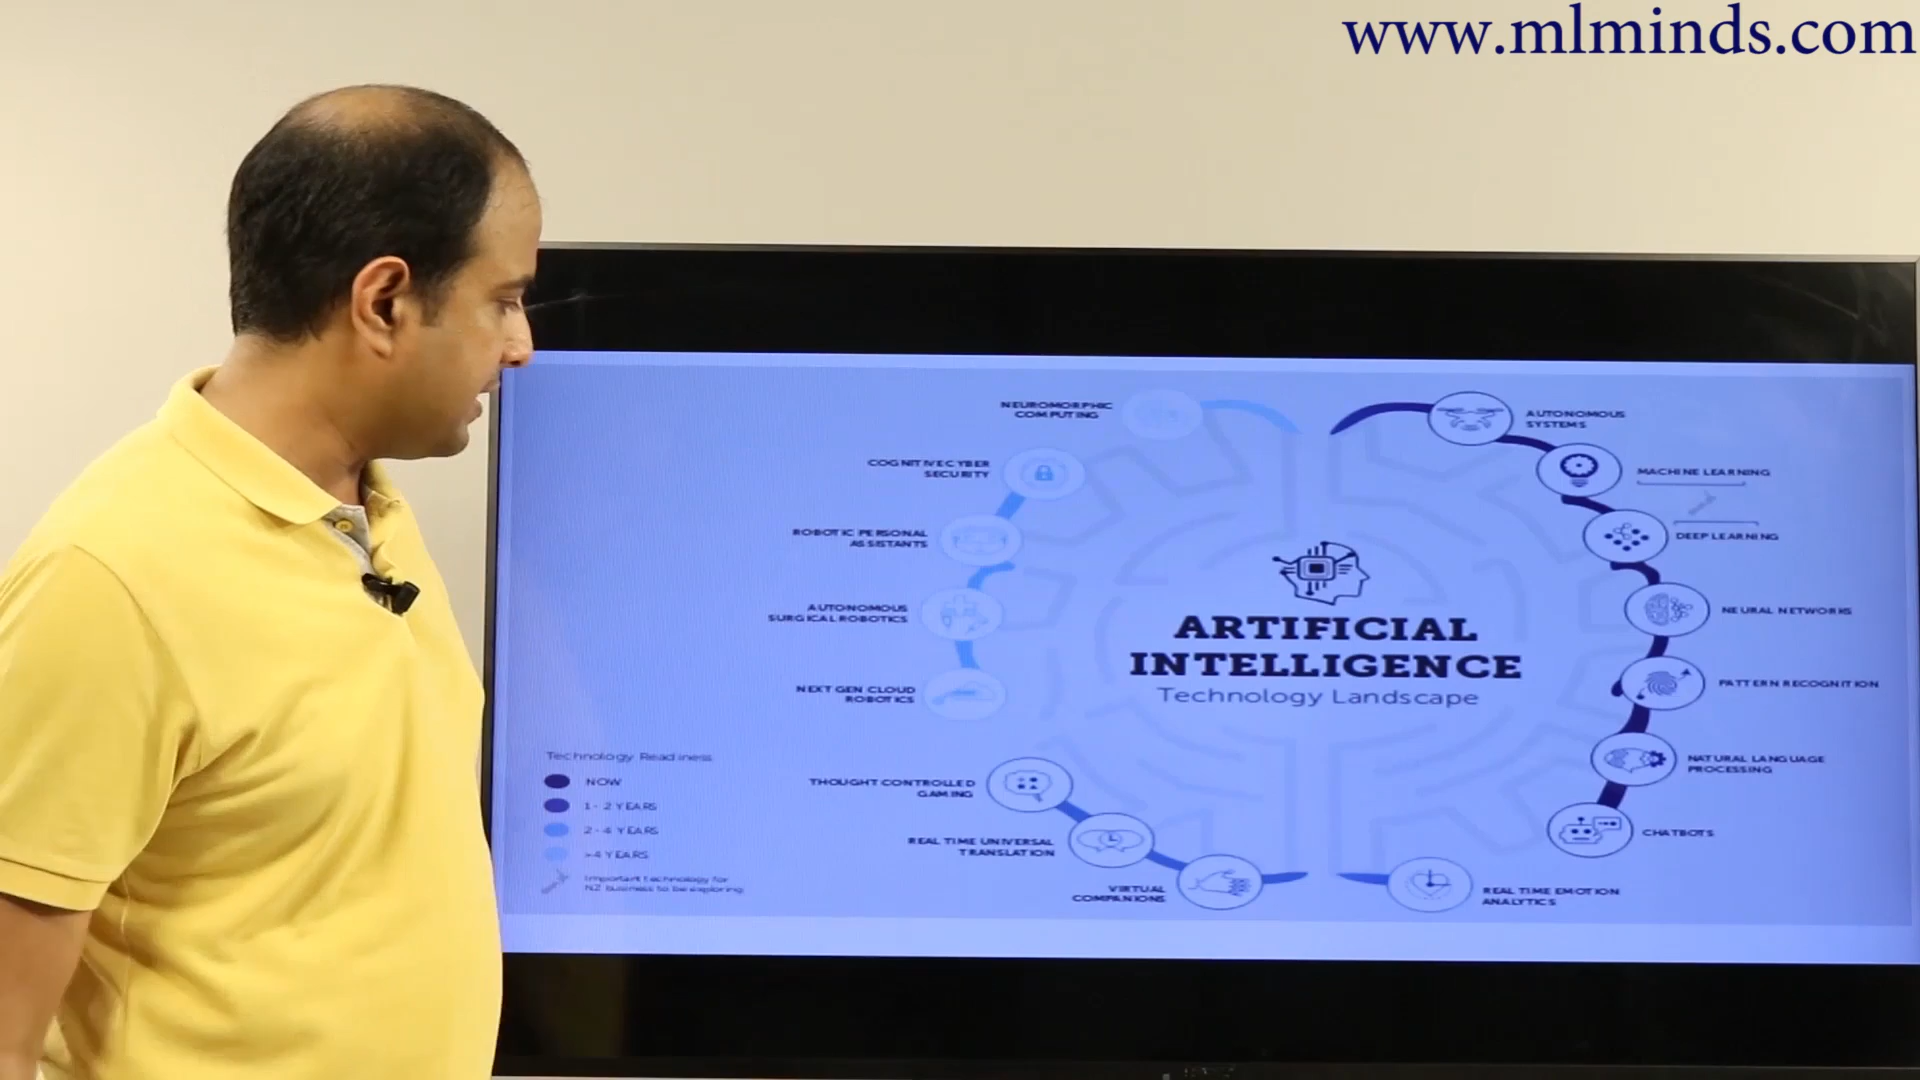 www.mlminds.com
NEUROMORPHIC
COMPUTING
COGNITIVE CYBER
SECURITY
ROBOTIC PERSONAL
ASSISTANTS
AUTONOMOUS
SURGICAL ROBOTICS
NEXT GEN CLOUD
ROBOTICS
THOUGHT CONTROLLED
GAMING
REAL TIME UNIVERSAL
TRANSLATION
VIRTUAL
COMPANIONS
ARTIFICIAL
INTELLIGENCE
Technology Landscape
AUTONOMOUS
SYSTEMS
MACHINE LEARNING
DEEP LEARNING
NEURAL NETWORKS
PATTERN RECOGNITION
NATURAL LANGUAGE
PROCESSING
CHATBOTS
REAL TIME EMOTION
ANALYTICS
Technology Readiness
NOW
1 - 2 YEARS
2 - 4 YEARS
>4 YEARS
Important technology for
NZ business to be exploring